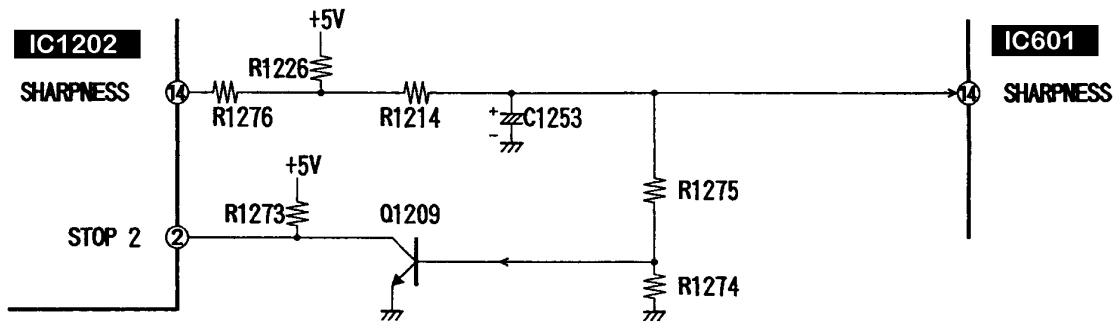 +5V
IC1202
IC601
R1226
SHARPNESS
14
R1276
R1214
+
-
C1253
14
SHARPNESS
+5V
R1273
Q1209
R1275
STOP 2
2
R1274